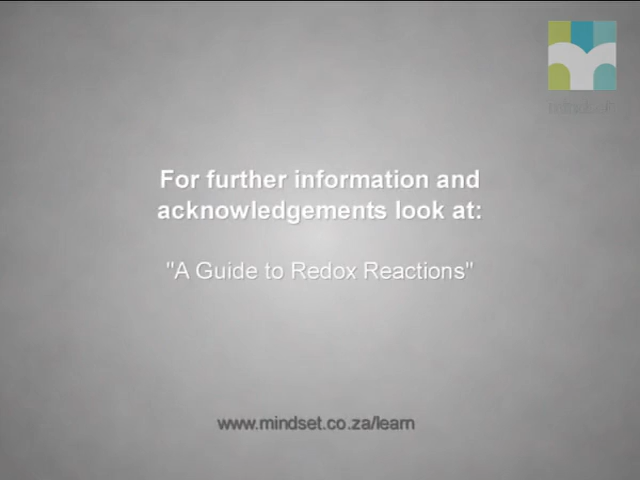 For further information and
acknowledgements look at:
"A Guide to Redox Reactions"
www.mindset.co.za/learn